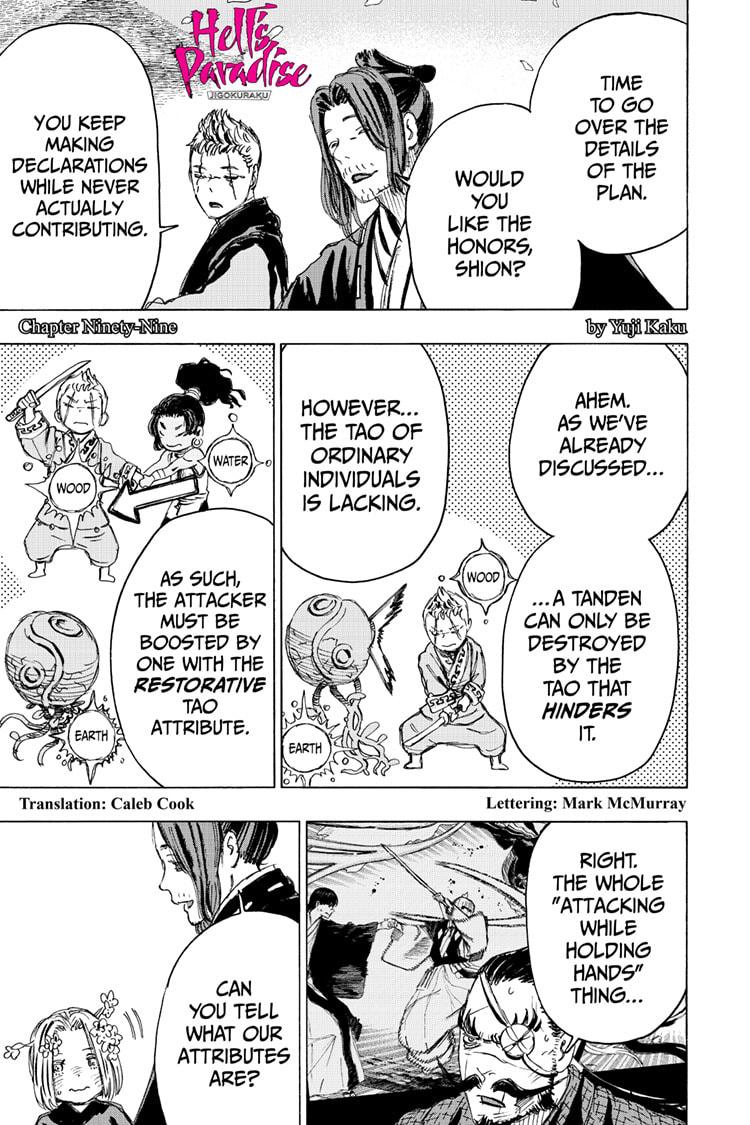 Hell's
Paradise
JIGOKURAKU
TIME
TO GO
OVER THE
DETAILS
OF THE
PLAN.
WOULD
YOU
LIKE THE
HONORS,
SHION?
YOU KEEP
MAKING
DECLARATIONS
WHILE NEVER
ACTUALLY
CONTRIBUTING.
Chapter Ninety-Nine
by Yuji Kaku
AHEM.
AS WE'VE
ALREADY
DISCUSSED...
...A TANDEN
CAN ONLY BE
DESTROYED
BY THE
TAO THAT
HINDERS
IT.
HOWEVER...
THE TAO OF
ORDINARY
INDIVIDUALS
IS LACKING.
WOOD
EARTH
WATER
WOOD
AS SUCH,
THE ATTACKER
MUST BE
BOOSTED BY
ONE WITH THE
RESTORATIVE
TAO
ATTRIBUTE.
EARTH
Translation: Caleb Cook
Lettering: Mark McMurray
RIGHT.
THE WHOLE
"ATTACKING
WHILE
HOLDING
HANDS"
THING...
CAN
YOU TELL
WHAT OUR
ATTRIBUTES
ARE?